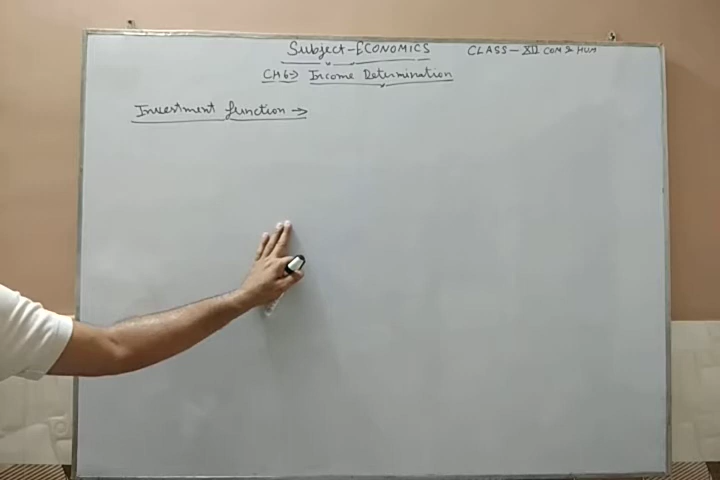 Subject - ECONOMICS CLASS - XII COM & HUM
CH6 → Income Determination
Investment function →